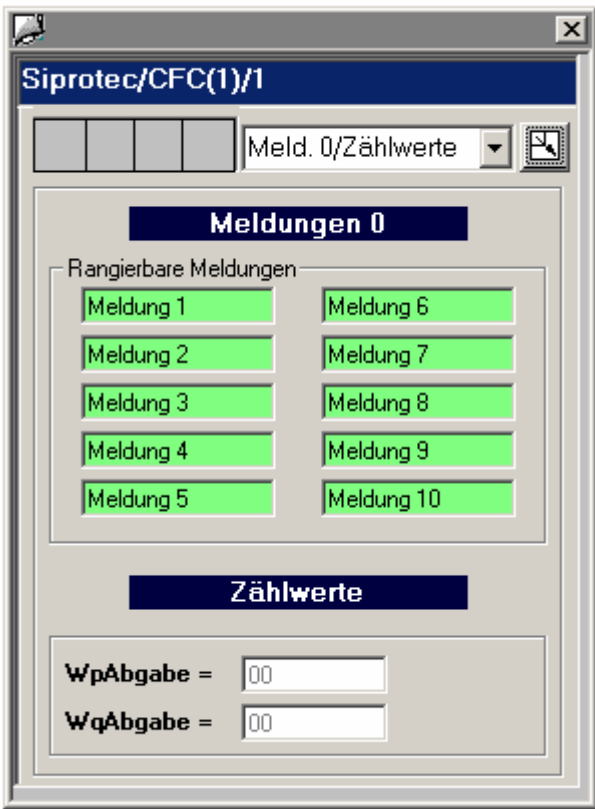 Siprotec/CFC(1)/1
Meld. 0/Zählwerte
Meldungen 0
Rangierbare Meldungen
Meldung 1 Meldung 6
Meldung 2 Meldung 7
Meldung 3 Meldung 8
Meldung 4 Meldung 9
Meldung 5 Meldung 10
Zählwerte
WpAbgabe = 00
WqAbgabe = 00